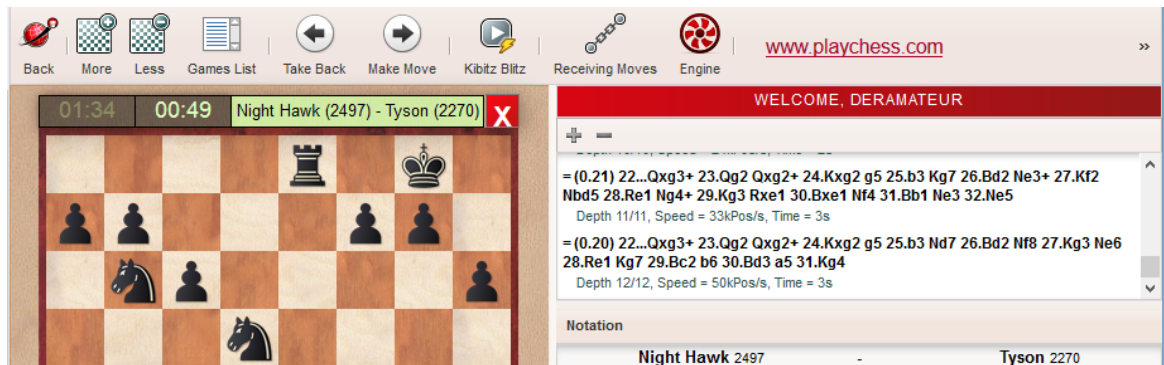 www.playchess.com
»
Back More Less Games List Take Back Make Move Kibitz Blitz Receiving Moves Engine
01:34 00:49 Night Hawk (2497) - Tyson (2270) X
WELCOME, DERAMATEUR
= (0.21) 22...Qxg3+ 23.Qg2 Qxg2+ 24.Kxg2 g5 25.b3 Kg7 26.Bd2 Ne3+ 27.Kf2
Nbd5 28.Re1 Ng4+ 29.Kg3 Rxe1 30.Bxe1 Nf4 31.Bb1 Ne3 32.Ne5
Depth 11/11, Speed = 33kPos/s, Time = 3s
= (0.20) 22...Qxg3+ 23.Qg2 Qxg2+ 24.Kxg2 g5 25.b3 Nd7 26.Bd2 Nf8 27.Kg3 Ne6
28.Re1 Kg7 29.Bc2 b6 30.Bd3 a5 31.Kg4
Depth 12/12, Speed = 50kPos/s, Time = 3s
Notation
Night Hawk 2497 - Tyson 2270